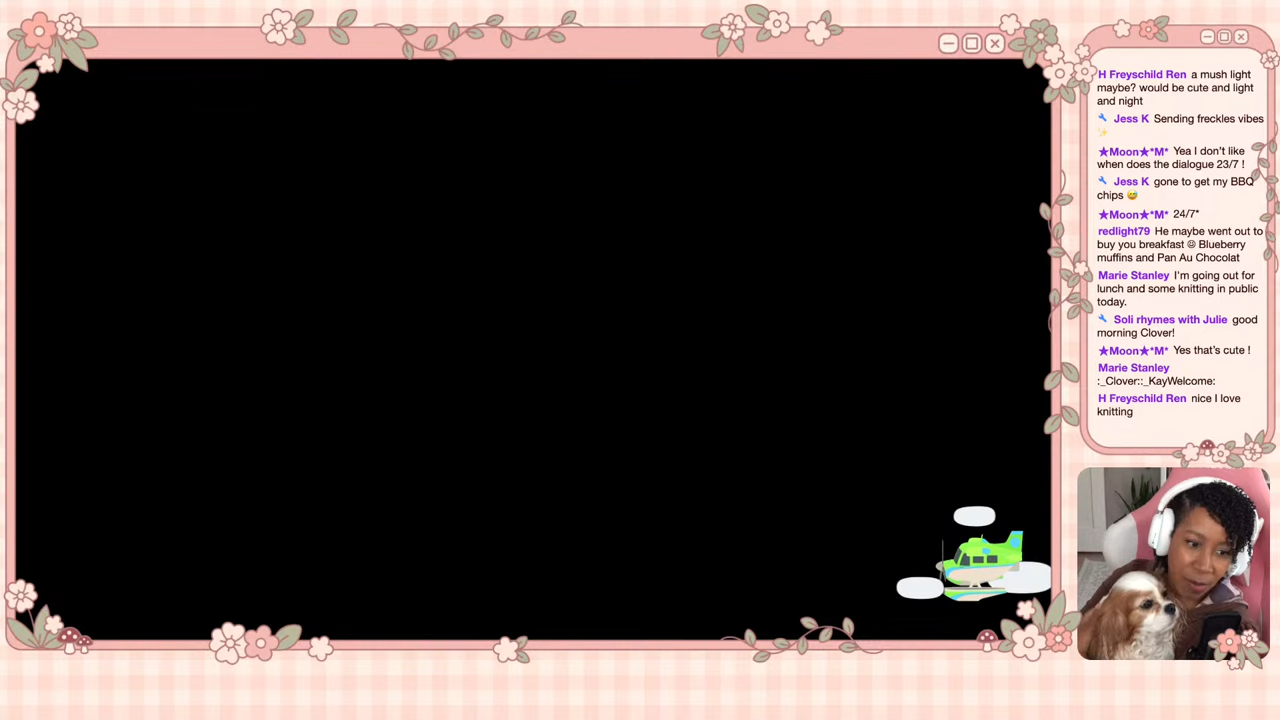 H Freyschild Ren a mush light
maybe? would be cute and light
and night
Jess K Sending freckles vibes
✨
★Moon★*M* Yea I don't like
when does the dialogue 23/7 !
Jess K gone to get my BBQ
chips 😋
★Moon★*M* 24/7*
redlight79 He maybe went out to
buy you breakfast @ Blueberry
muffins and Pan Au Chocolat
Marie Stanley I'm going out for
lunch and some knitting in public
today.
Soli rhymes with Julie good
morning Clover!
★Moon★*M* Yes that's cute !
Marie Stanley
:_Clover::_KayWelcome:
H Freyschild Ren nice I love
knitting